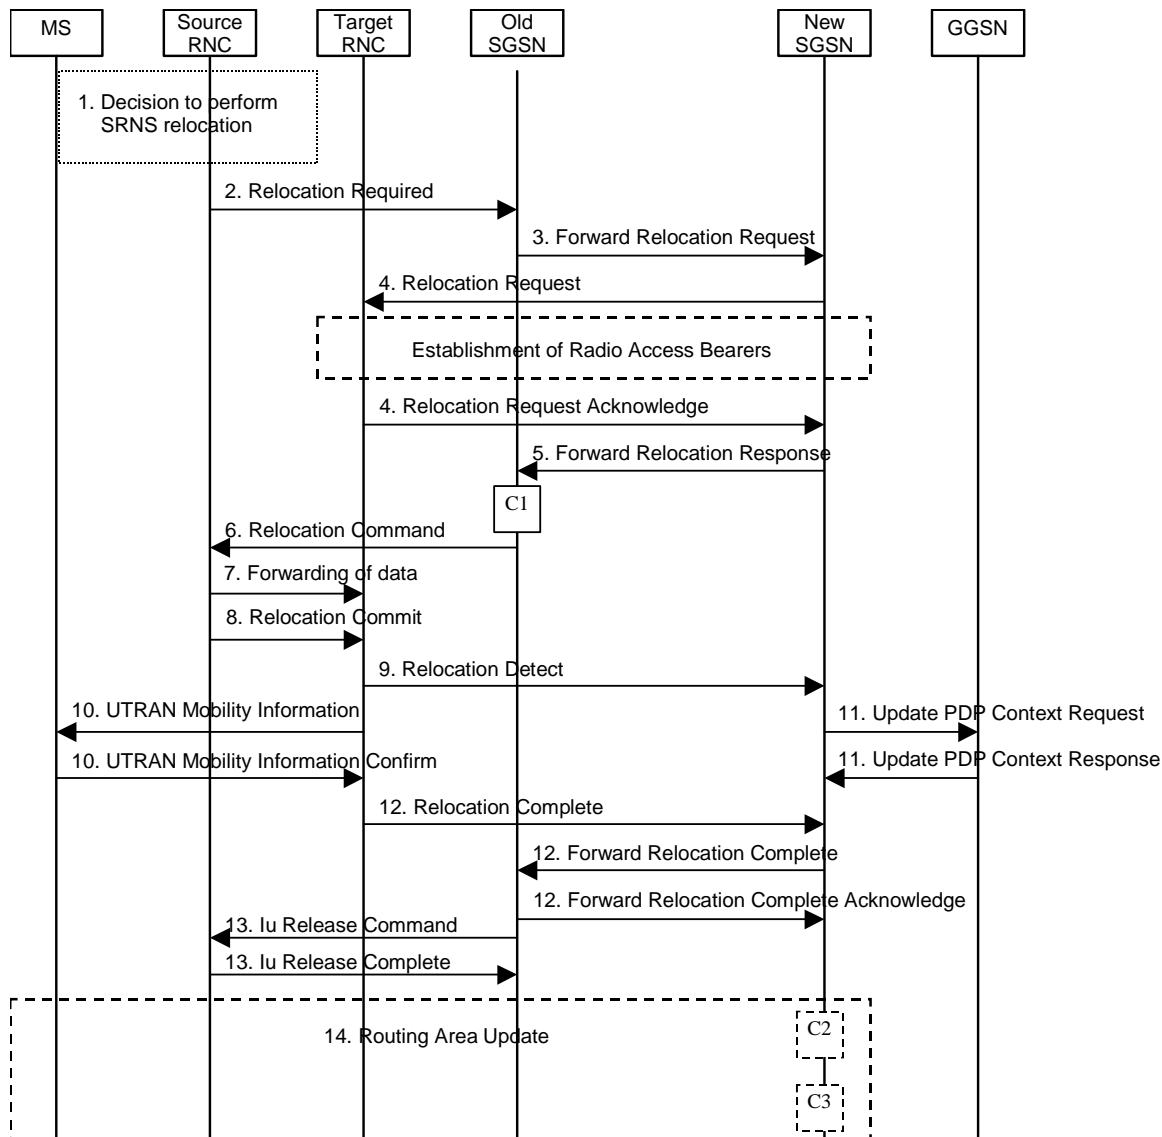 MS
Source
RNC
Target
RNC
Old
SGSN
New
SGSN
GGSN
1. Decision to perform
SRNS relocation
2. Relocation Required
3. Forward Relocation Request
4. Relocation Request
Establishment of Radio Access Bearers
4. Relocation Request Acknowledge
5. Forward Relocation Response
C1
6. Relocation Command
7. Forwarding of data
8. Relocation Commit
9. Relocation Detect
10. UTRAN Mobility Information
11. Update PDP Context Request
10. UTRAN Mobility Information Confirm
11. Update PDP Context Response
12. Relocation Complete
12. Forward Relocation Complete
12. Forward Relocation Complete Acknowledge
13. Iu Release Command
13. Iu Release Complete
14. Routing Area Update
C2
C3